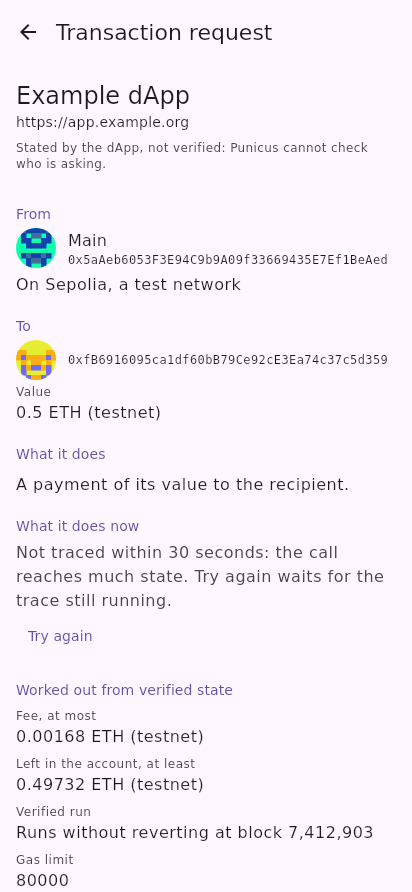 Transaction request
Example dApp
https://app.example.org
Stated by the dApp, not verified: Punicus cannot check
who is asking.
From
Main
0x5aAeb6053F3E94C9b9A09f33669435E7Ef1BeAed
On Sepolia, a test network
To
0xfB6916095ca1df60bB79Ce92cE3Ea74c37c5d359
Value
0.5 ETH (testnet)
What it does
A payment of its value to the recipient.
What it does now
Not traced within 30 seconds: the call
reaches much state. Try again waits for the
trace still running.
Try again
Worked out from verified state
Fee, at most
0.00168 ETH (testnet)
Left in the account, at least
0.49732 ETH (testnet)
Verified run
Runs without reverting at block 7,412,903
Gas limit
80000